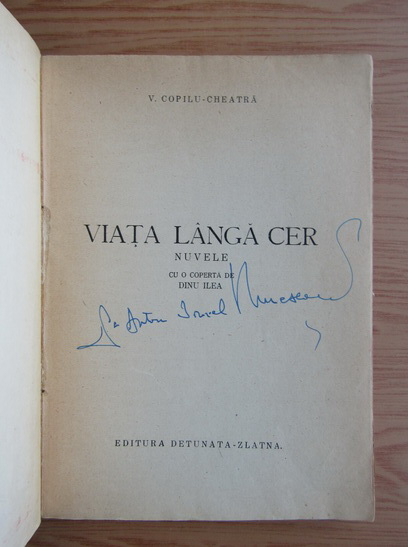 V. COPILU-CHEATRĂ
VIAȚA LÂNGĂ CER
NUVELE
CU O COPERTĂ DE
DINU ILEA
EDITURA DETUNATA-ZLATNA.